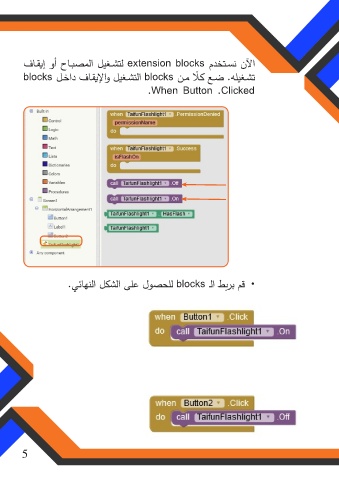 الآن نستخدم extension blocks لتشغيل المصباح أو إيقاف
تشغيله. ضع كلًا من blocks التشغيل والإيقاف داخل blocks
.When Button .Clicked
Built-in
Control
Logic
Math
Text
Lists
Dictionaries
Colors
Variables
Procedures
Screen1
HorizontalArrangement1
Button1
Label1
Button2
TaifunFlashlight1
Any component
when TaifunFlashlight1 .PermissionDenied
permissionName
do
when TaifunFlashlight1 .Success
isFlashOn
do
call TaifunFlashlight1 .Off
call TaifunFlashlight1 .On
TaifunFlashlight1 . HasFlash
TaifunFlashlight1
• قم بربط الـ blocks للحصول على الشكل النهائي.
when Button1 .Click
do call TaifunFlashlight1 .On
when Button2 .Click
do call TaifunFlashlight1 .Off
5